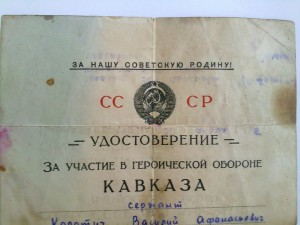 ЗА НАШУ СОВЕТСКУЮ РОДИНУ!
СС СР
УДОСТОВЕРЕНИЕ
ЗА УЧАСТИЕ В ГЕРОИЧЕСКОЙ ОБОРОНЕ
КАВКАЗА
сержант
Василий Афанасьевич